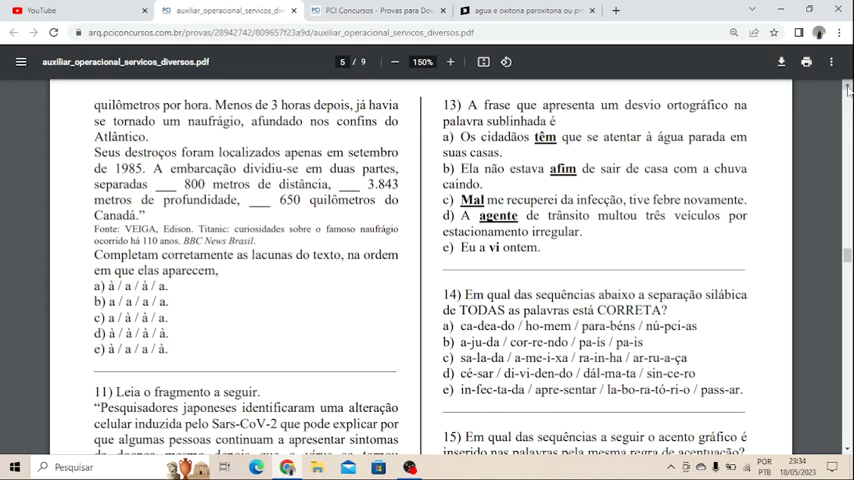 YouTube
auxiliar_operacional_servicos_div
PCI Concursos - Provas para Dov
agua e oxitona paroxitona ou pr
arq.pciconcursos.com.br/provas/28942742/809657f23a9d/auxiliar_operacional_servicos_diversos.pdf
auxiliar_operacional_servicos_diversos.pdf
5 / 9
150%
quilômetros por hora. Menos de 3 horas depois, já havia
se tornado um naufrágio, afundado nos confins do
Atlântico.
Seus destroços foram localizados apenas em setembro
de 1985. A embarcação dividiu-se em duas partes,
separadas ___ 800 metros de distância, ___ 3.843
metros de profundidade, ___ 650 quilômetros do
Canadá.”
Fonte: VEIGA, Edison. Titanic: curiosidades sobre o famoso naufrágio
ocorrido há 110 anos. BBC News Brasil.
Completam corretamente as lacunas do texto, na ordem
em que elas aparecem,
a) à / a / à / a.
b) a / a / a / a.
c) a / à / à / a.
d) à / à / à / à.
e) à / a / a / à.
11) Leia o fragmento a seguir.
“Pesquisadores japoneses identificaram uma alteração
celular induzida pelo Sars-CoV-2 que pode explicar por
que algumas pessoas continuam a apresentar sintomas
13) A frase que apresenta um desvio ortográfico na
palavra sublinhada é
a) Os cidadãos têm que se atentar à água parada em
suas casas.
b) Ela não estava afim de sair de casa com a chuva
caindo.
c) Mal me recuperei da infecção, tive febre novamente.
d) A agente de trânsito multou três veículos por
estacionamento irregular.
e) Eu a vi ontem.
14) Em qual das sequências abaixo a separação silábica
de TODAS as palavras está CORRETA?
a) ca-dea-do / ho-mem / para-béns / nú-pci-as
b) a-ju-da / cor-re-ndo / pa-ís / pa-is
c) sa-la-da / a-me-i-xa / ra-in-ha / ar-ru-a-ça
d) cé-sar / di-vi-den-do / dál-ma-ta / sin-ce-ro
e) in-fec-ta-da / apre-sentar / la-bo-ra-tó-ri-o / pass-ar.
15) Em qual das sequências a seguir o acento gráfico é
inserido nas palavras pela mesma regra de acentuação?
Pesquisar
POR
PTB
23:34
18/05/2023